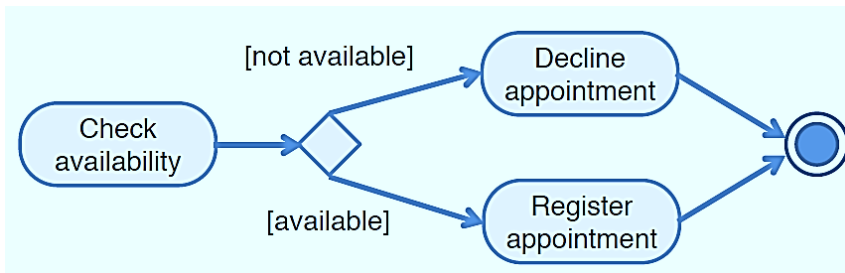 [not available]
Decline
appointment
Check
availability
[available]
Register
appointment